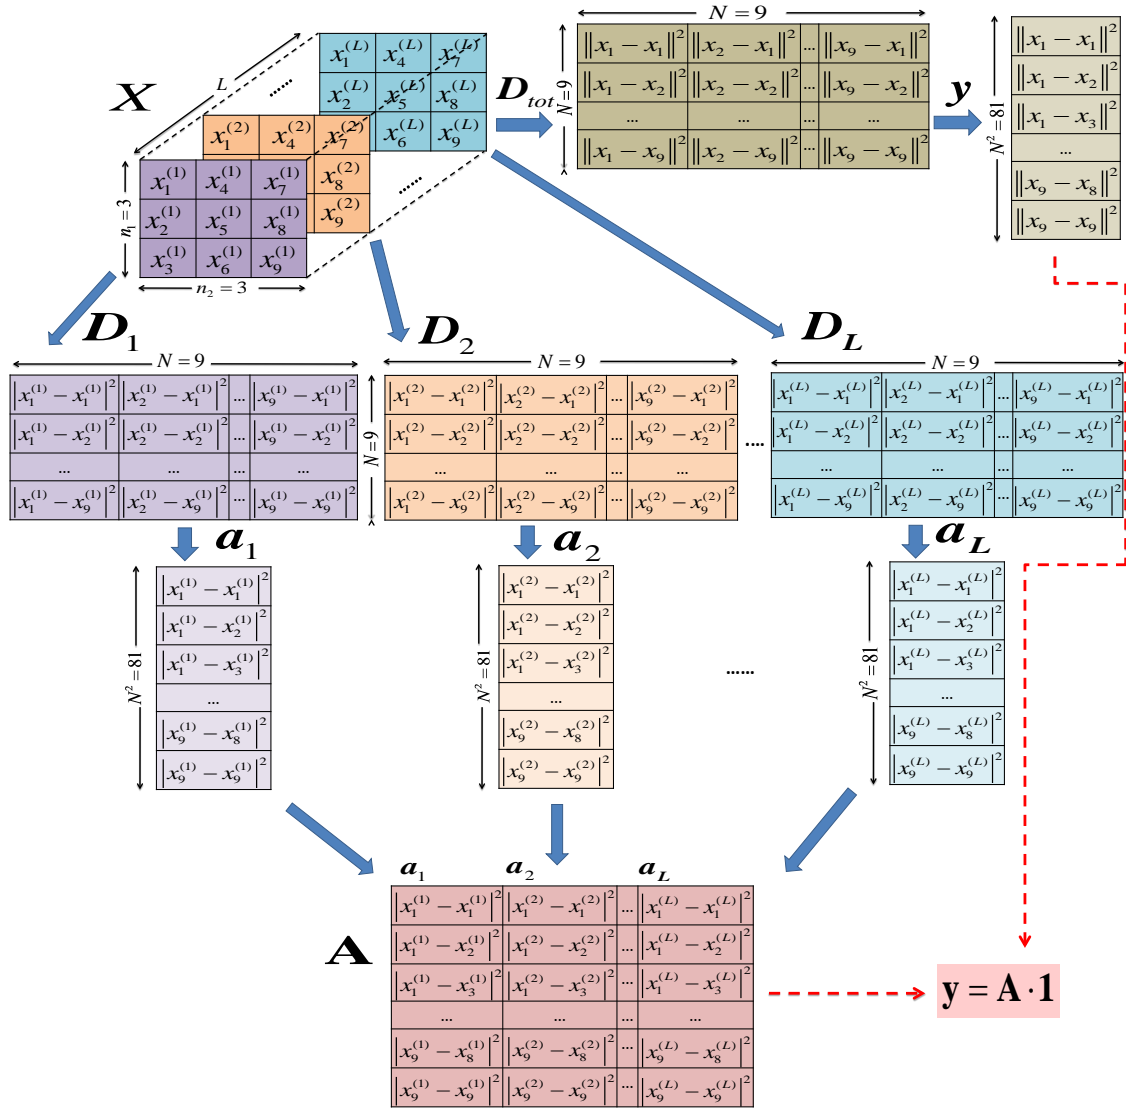 N = 9
X
L
......
x_1^{(L)} x_4^{(L)} x_7^{(L)}
x_2^{(L)} x_5^{(L)} x_8^{(L)}
x_6^{(L)} x_9^{(L)}
x_1^{(2)} x_4^{(2)} x_7^{(2)}
x_8^{(2)}
x_9^{(2)}
.....
x_1^{(1)} x_4^{(1)} x_7^{(1)}
x_2^{(1)} x_5^{(1)} x_8^{(1)}
x_3^{(1)} x_6^{(1)} x_9^{(1)}
n_1 = 3
n_2 = 3
D_{tot}
N = 9
‖x_1 − x_1‖^2 ‖x_2 − x_1‖^2 ... ‖x_9 − x_1‖^2
‖x_1 − x_2‖^2 ‖x_2 − x_2‖^2 ... ‖x_9 − x_2‖^2
... ... ... ...
‖x_1 − x_9‖^2 ‖x_2 − x_9‖^2 ... ‖x_9 − x_9‖^2
y
N^2 = 81
‖x_1 − x_1‖^2
‖x_1 − x_2‖^2
‖x_1 − x_3‖^2
...
‖x_9 − x_8‖^2
‖x_9 − x_9‖^2
D_1
N = 9
|x_1^{(1)} − x_1^{(1)}|^2 |x_2^{(1)} − x_1^{(1)}|^2 ... |x_9^{(1)} − x_1^{(1)}|^2
|x_1^{(1)} − x_2^{(1)}|^2 |x_2^{(1)} − x_2^{(1)}|^2 ... |x_9^{(1)} − x_2^{(1)}|^2
... ... ... ...
|x_1^{(1)} − x_9^{(1)}|^2 |x_2^{(1)} − x_9^{(1)}|^2 ... |x_9^{(1)} − x_9^{(1)}|^2
N = 9
D_2
N = 9
|x_1^{(2)} − x_1^{(2)}|^2 |x_2^{(2)} − x_1^{(2)}|^2 ... |x_9^{(2)} − x_1^{(2)}|^2
|x_1^{(2)} − x_2^{(2)}|^2 |x_2^{(2)} − x_2^{(2)}|^2 ... |x_9^{(2)} − x_2^{(2)}|^2
... ... ... ...
|x_1^{(2)} − x_9^{(2)}|^2 |x_2^{(2)} − x_9^{(2)}|^2 ... |x_9^{(2)} − x_9^{(2)}|^2
....
D_L
N = 9
|x_1^{(L)} − x_1^{(L)}|^2 |x_2^{(L)} − x_1^{(L)}|^2 ... |x_9^{(L)} − x_1^{(L)}|^2
|x_1^{(L)} − x_2^{(L)}|^2 |x_2^{(L)} − x_2^{(L)}|^2 ... |x_9^{(L)} − x_2^{(L)}|^2
... ... ... ...
|x_1^{(L)} − x_9^{(L)}|^2 |x_2^{(L)} − x_9^{(L)}|^2 ... |x_9^{(L)} − x_9^{(L)}|^2
a_1
N^2 = 81
|x_1^{(1)} − x_1^{(1)}|^2
|x_1^{(1)} − x_2^{(1)}|^2
|x_1^{(1)} − x_3^{(1)}|^2
...
|x_9^{(1)} − x_8^{(1)}|^2
|x_9^{(1)} − x_9^{(1)}|^2
a_2
N^2 = 81
|x_1^{(2)} − x_1^{(2)}|^2
|x_1^{(2)} − x_2^{(2)}|^2
|x_1^{(2)} − x_3^{(2)}|^2
...
|x_9^{(2)} − x_8^{(2)}|^2
|x_9^{(2)} − x_9^{(2)}|^2
......
a_L
N^2 = 81
|x_1^{(L)} − x_1^{(L)}|^2
|x_1^{(L)} − x_2^{(L)}|^2
|x_1^{(L)} − x_3^{(L)}|^2
...
|x_9^{(L)} − x_8^{(L)}|^2
|x_9^{(L)} − x_9^{(L)}|^2
a_1 a_2 a_L
A
|x_1^{(1)} − x_1^{(1)}|^2 |x_1^{(2)} − x_1^{(2)}|^2 ... |x_1^{(L)} − x_1^{(L)}|^2
|x_1^{(1)} − x_2^{(1)}|^2 |x_1^{(2)} − x_2^{(2)}|^2 ... |x_1^{(L)} − x_2^{(L)}|^2
|x_1^{(1)} − x_3^{(1)}|^2 |x_1^{(2)} − x_3^{(2)}|^2 ... |x_1^{(L)} − x_3^{(L)}|^2
... ... ... ...
|x_9^{(1)} − x_8^{(1)}|^2 |x_9^{(2)} − x_8^{(2)}|^2 ... |x_9^{(L)} − x_8^{(L)}|^2
|x_9^{(1)} − x_9^{(1)}|^2 |x_9^{(2)} − x_9^{(2)}|^2 ... |x_9^{(L)} − x_9^{(L)}|^2
y = A · 1